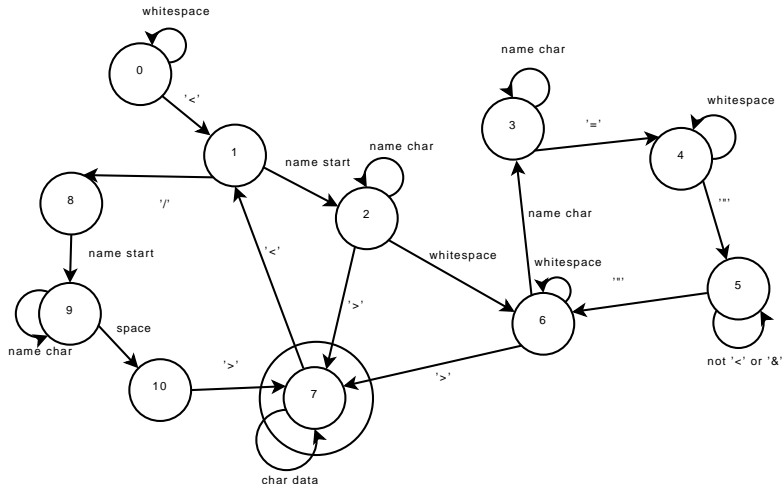 whitespace
0
'<'
1
name start
name char
2
name char
3
'='
whitespace
4
'"'
5
not '<' or '&'
'"'
name char
whitespace
6
whitespace
'>'
'>'
'<'
'/'
8
name start
9
name char
space
10
'>'
7
char data